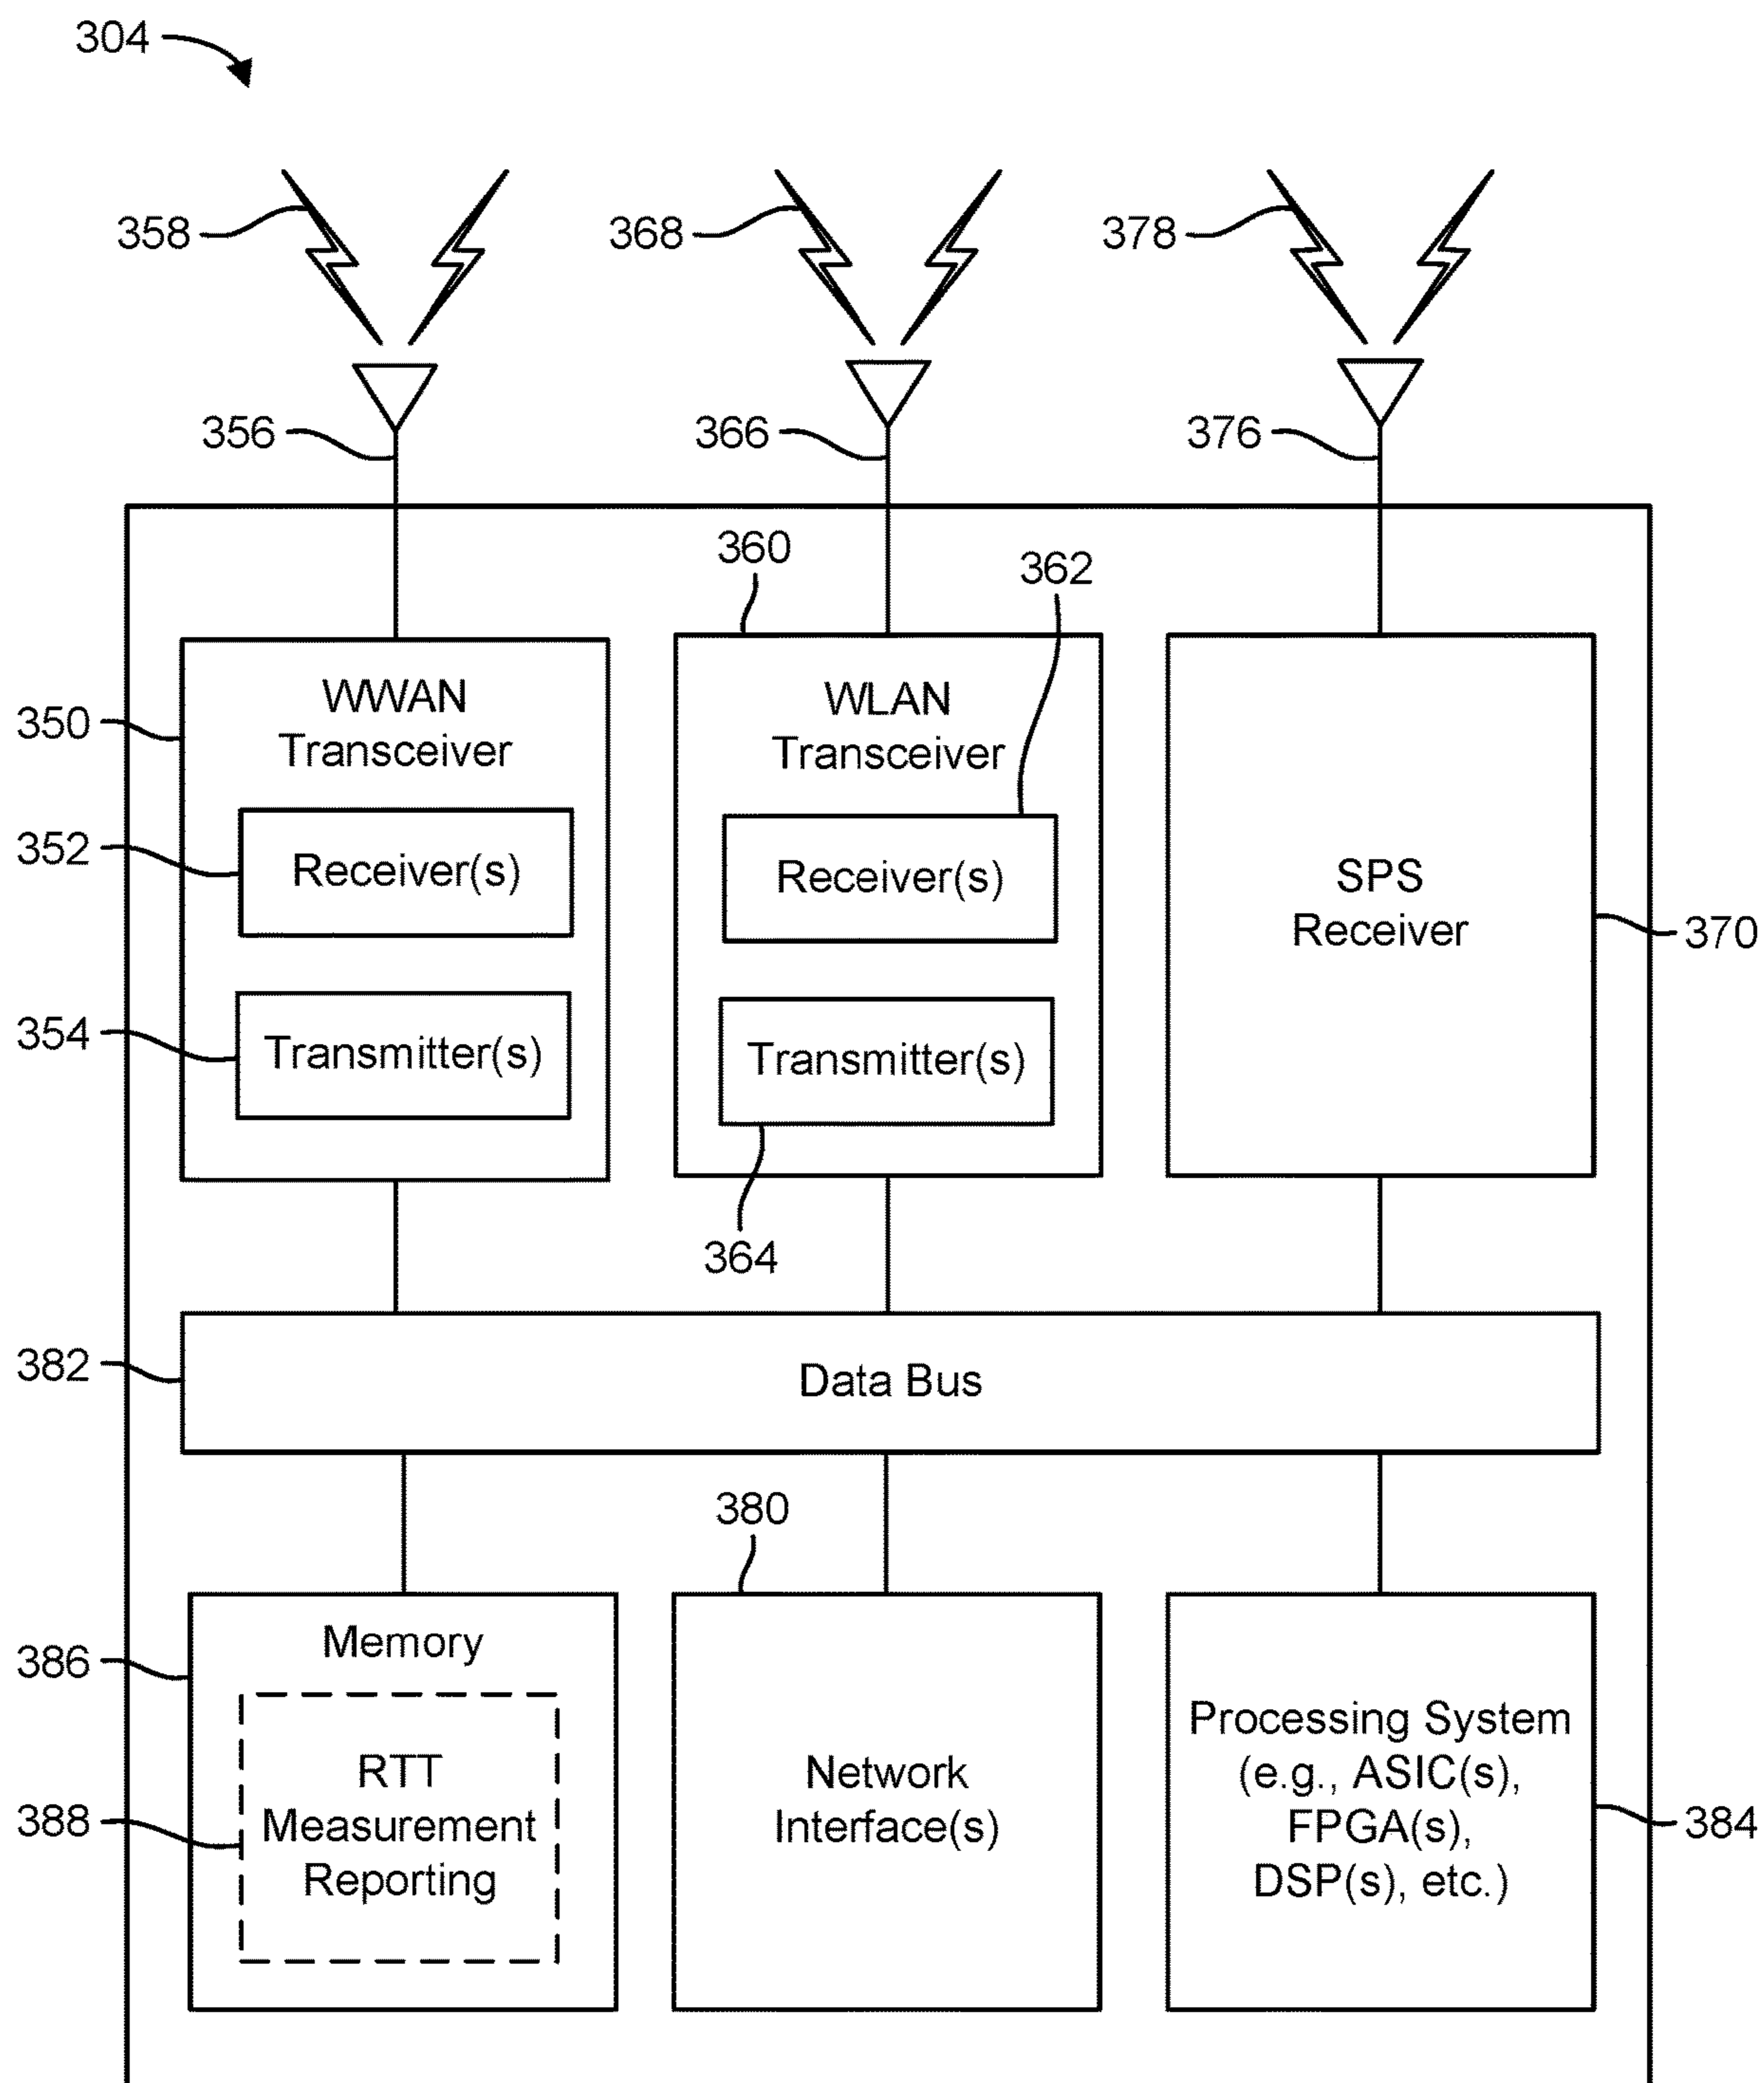 304
358
368
378
356
366
376
360
362
350
WWAN
Transceiver
WLAN
Transceiver
352
Receiver(s)
Receiver(s)
SPS
Receiver
370
354
Transmitter(s)
Transmitter(s)
364
382
Data Bus
380
386
Memory
388
RTT
Measurement
Reporting
Network
Interface(s)
Processing System
(e.g., ASIC(s),
FPGA(s),
DSP(s), etc.)
384